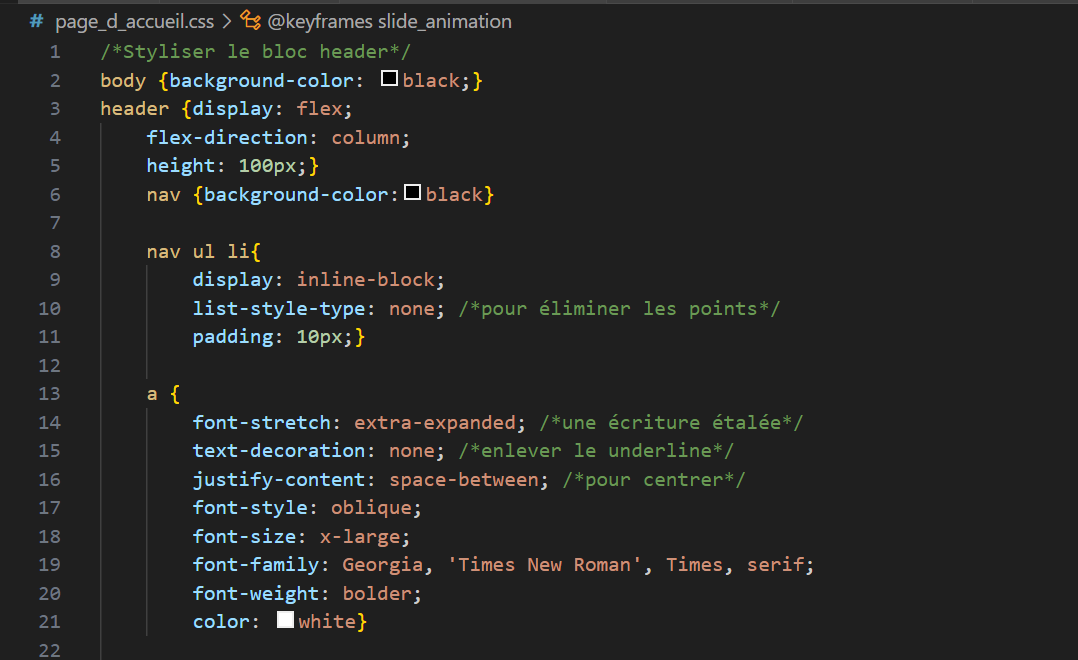 # page_d_accueil.css > @keyframes slide_animation
1 /*Styliser le bloc header*/
2 body {background-color: black;}
3 header {display: flex;
4 flex-direction: column;
5 height: 100px;}
6 nav {background-color: black}
7
8 nav ul li{
9 display: inline-block;
10 list-style-type: none; /*pour éliminer les points*/
11 padding: 10px;}
12
13 a {
14 font-stretch: extra-expanded; /*une écriture étalée*/
15 text-decoration: none; /*enlever le underline*/
16 justify-content: space-between; /*pour centrer*/
17 font-style: oblique;
18 font-size: x-large;
19 font-family: Georgia, 'Times New Roman', Times, serif;
20 font-weight: bolder;
21 color: white}
22